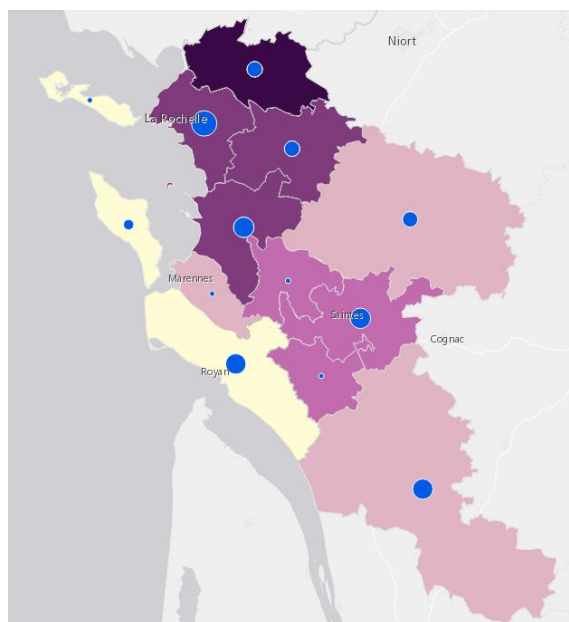 Niort
La Rochelle
Marennes
Saintes
Cognac
Royan